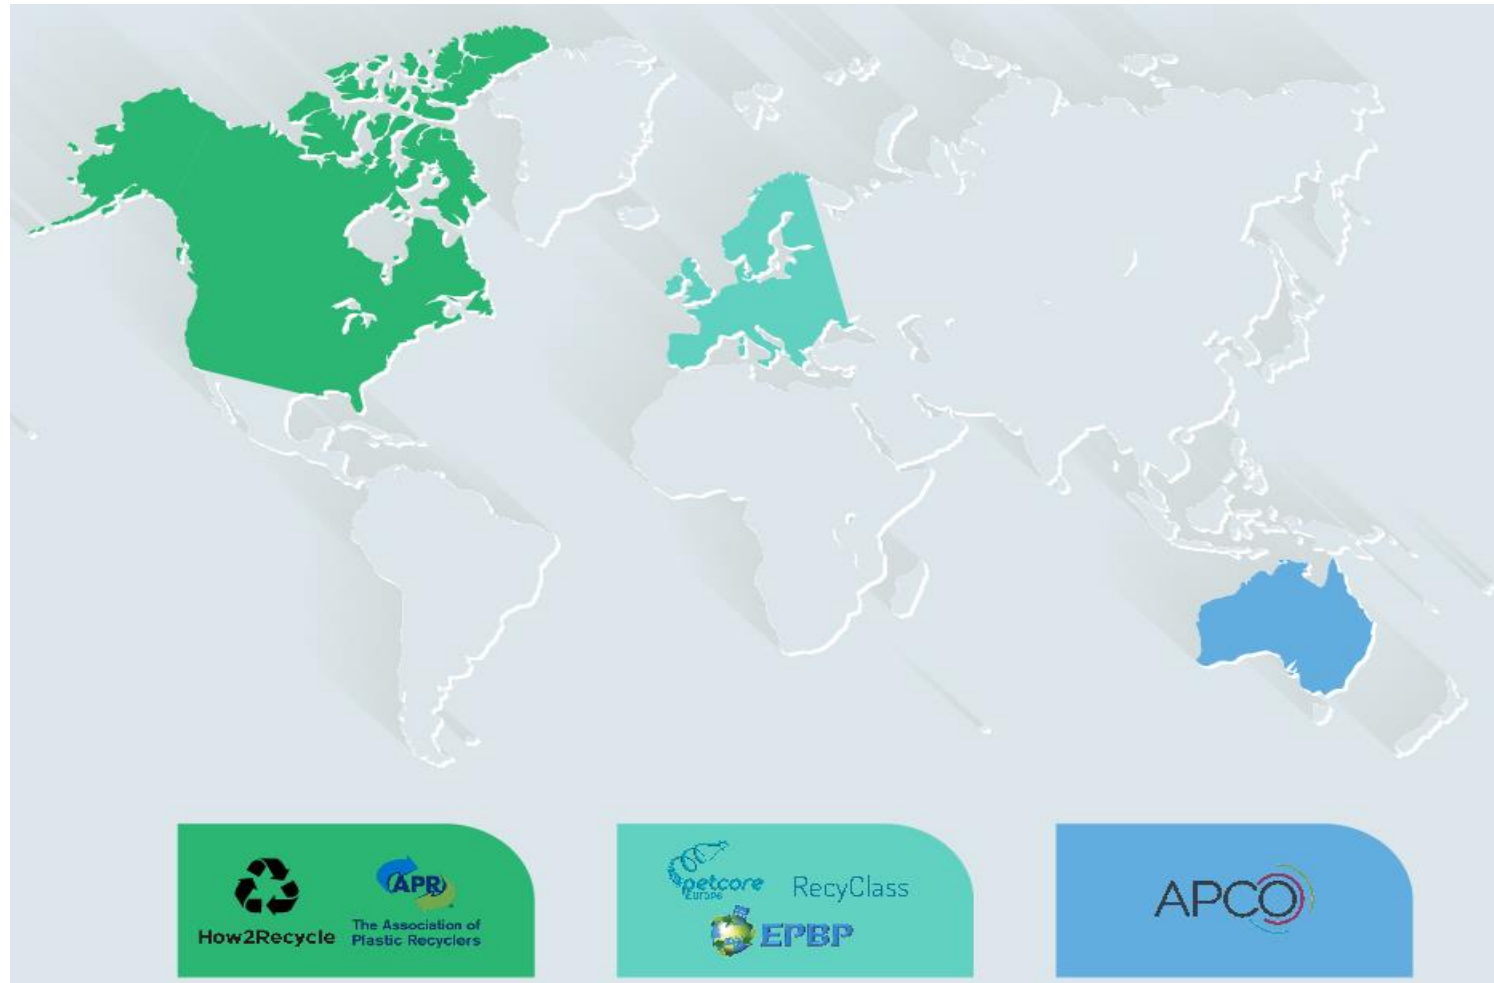 How2Recycle
APR
The Association of
Plastic Recyclers
petcore
Europe
RecyClass
EPBP
APCO